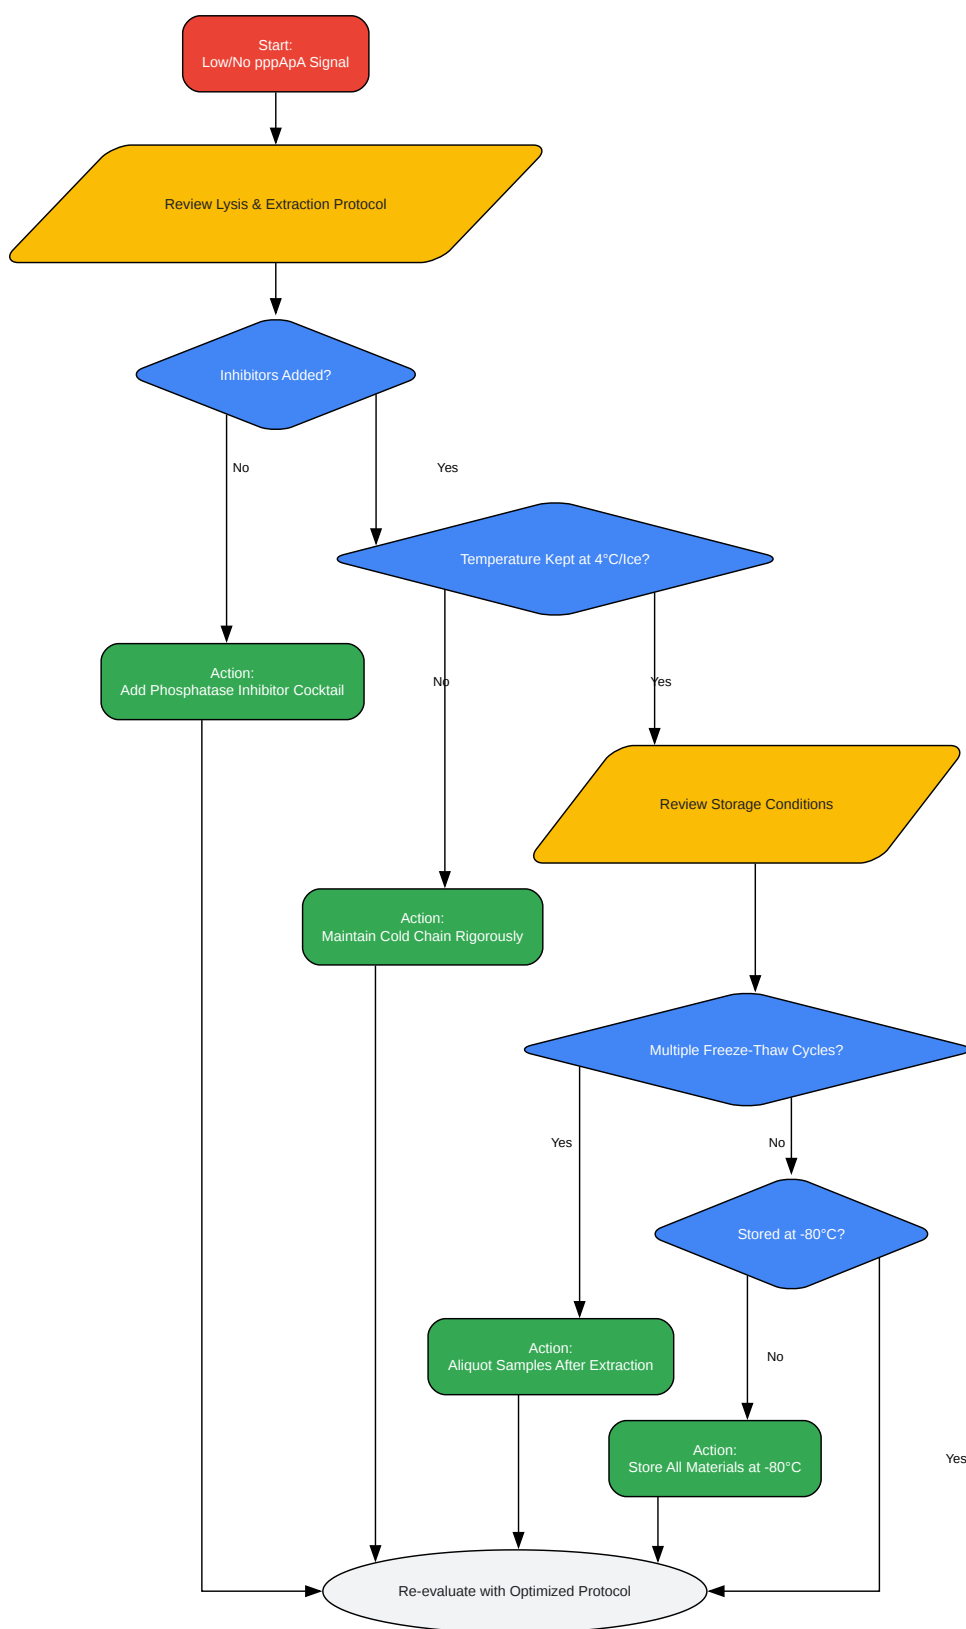 Start:
Low/No pppApA Signal
Review Lysis & Extraction Protocol
Inhibitors Added?
No
Yes
Temperature Kept at 4°C/Ice?
Action:
Add Phosphatase Inhibitor Cocktail
No
Yes
Review Storage Conditions
Action:
Maintain Cold Chain Rigorously
Multiple Freeze-Thaw Cycles?
Yes
No
Stored at -80°C?
Action:
Aliquot Samples After Extraction
No
Action:
Store All Materials at -80°C
Yes
Re-evaluate with Optimized Protocol